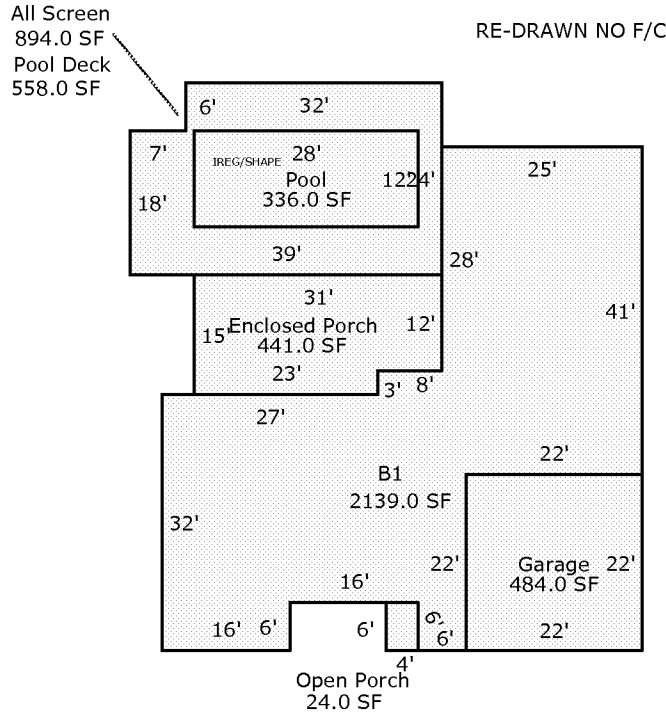 All Screen
894.0 SF
Pool Deck
558.0 SF
RE-DRAWN NO F/C
6'
32'
7'
IREG/SHAPE
28'
Pool
336.0 SF
12'
24'
25'
18'
39'
28'
31'
41'
15'
Enclosed Porch
441.0 SF
12'
23'
3'
8'
27'
22'
B1
2139.0 SF
32'
22'
Garage
484.0 SF
22'
16'
16'
6'
6'
6'
6'
22'
4'
Open Porch
24.0 SF